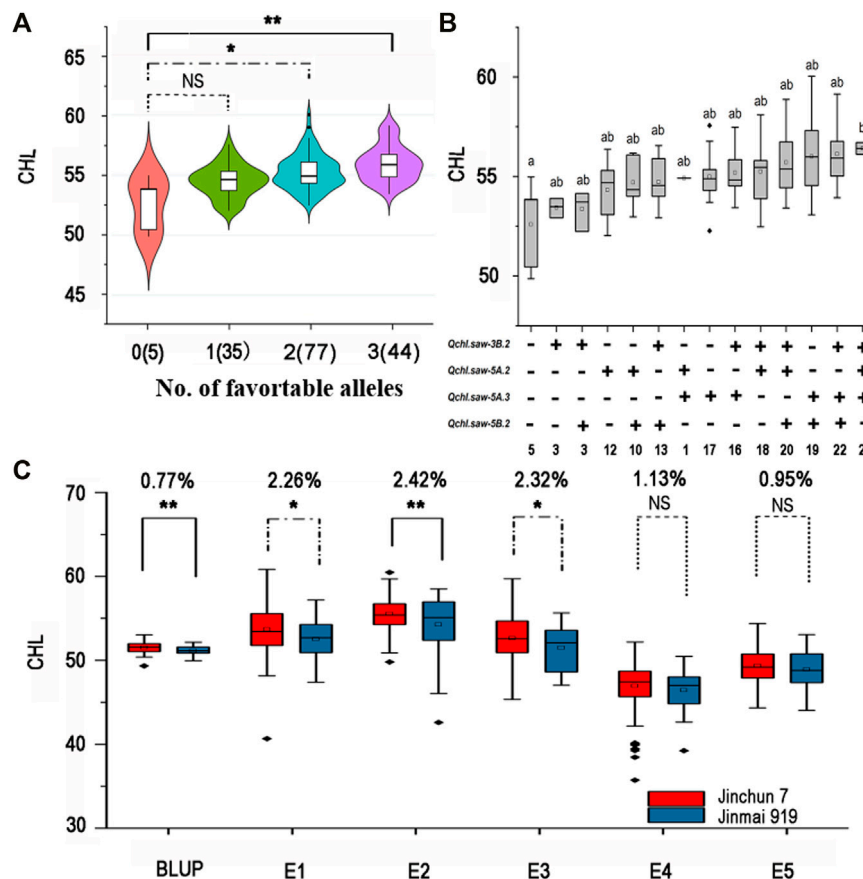 A
**
*
NS
CHL
65
60
55
50
45
0(5) 1(35) 2(77) 3(44)
No. of favortable alleles
B
CHL
60
55
50
a ab ab ab ab ab ab ab ab ab ab ab ab b
Qchl.saw-3B.2 - + - - - + - - + + + - + +
Qchl.saw-5A.2 - - - + + - + - - + + - - +
Qchl.saw-5A.3 - - - - - - + + + - - + + +
Qchl.saw-5B.2 - - + - + + - - - - + + + -
5 3 3 12 10 13 1 17 16 18 20 19 22 2
C
0.77% 2.26% 2.42% 2.32% 1.13% 0.95%
** * ** * NS NS
CHL
70
60
50
40
30
Jinchun 7
Jinmai 919
BLUP E1 E2 E3 E4 E5